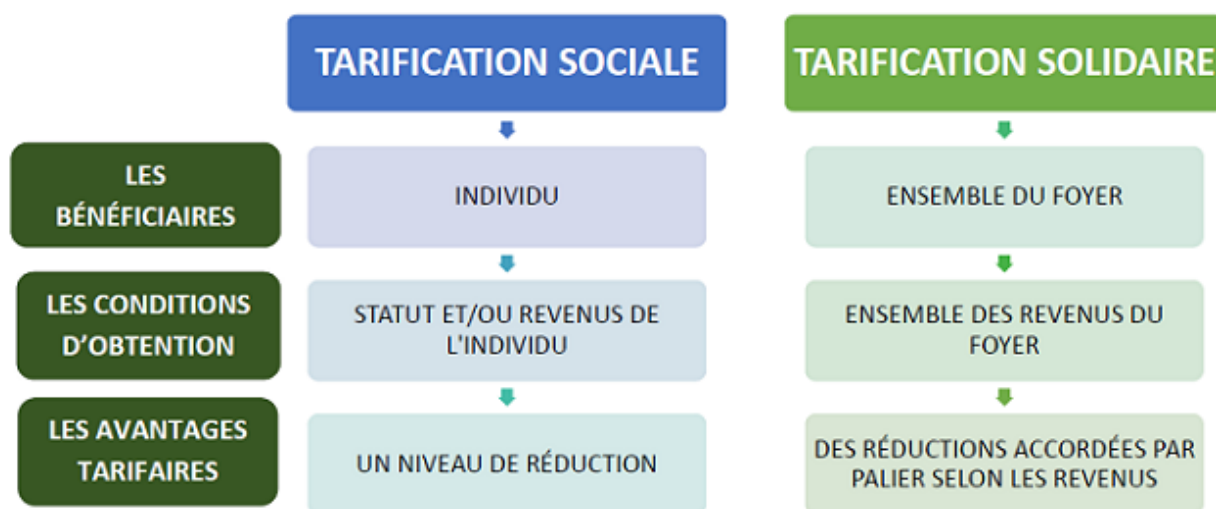 TARIFICATION SOCIALE
TARIFICATION SOLIDAIRE
LES
BÉNÉFICIAIRES
INDIVIDU
ENSEMBLE DU FOYER
LES CONDITIONS
D’OBTENTION
STATUT ET/OU REVENUS DE
L'INDIVIDU
ENSEMBLE DES REVENUS DU
FOYER
LES AVANTAGES
TARIFAIRES
UN NIVEAU DE RÉDUCTION
DES RÉDUCTIONS ACCORDÉES PAR
PALIER SELON LES REVENUS